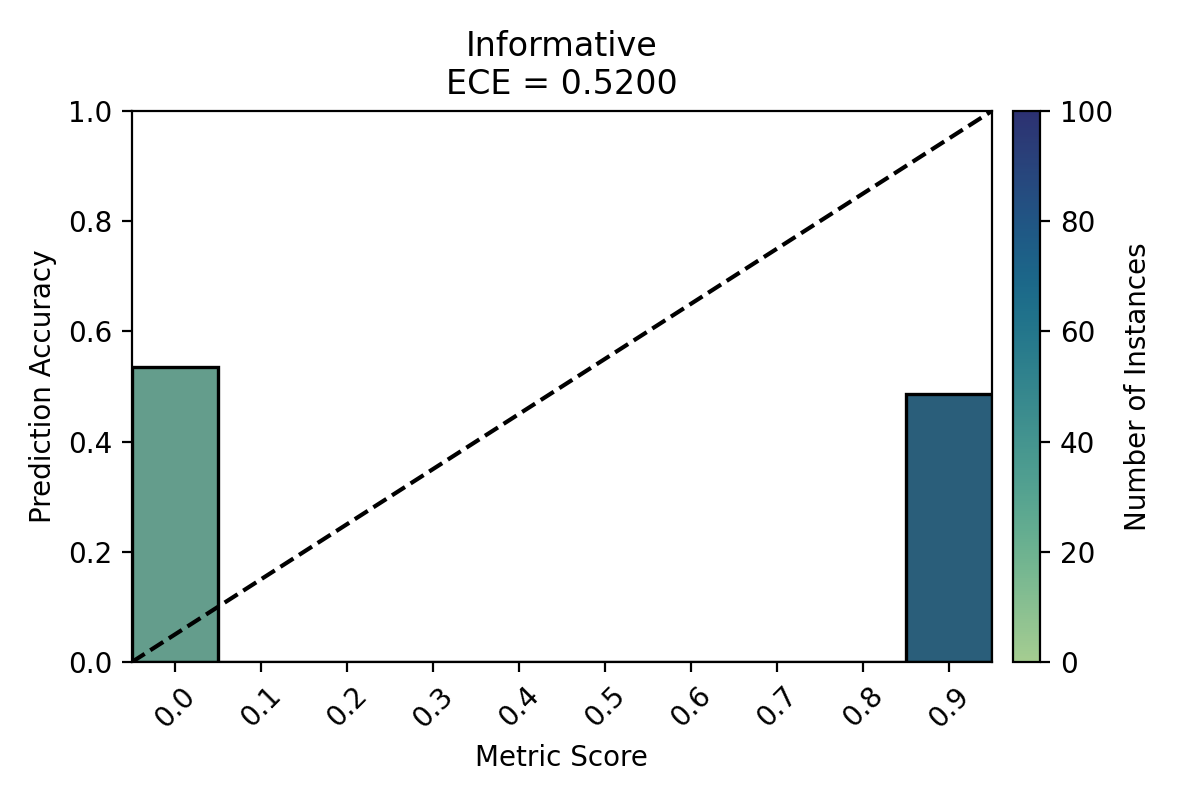 Informative
ECE = 0.5200
1.0
0.8
0.6
0.4
0.2
0.0
Prediction Accuracy
0.0 0.1 0.2 0.3 0.4 0.5 0.6 0.7 0.8 0.9
Metric Score
100
80
60
40
20
0
Number of Instances